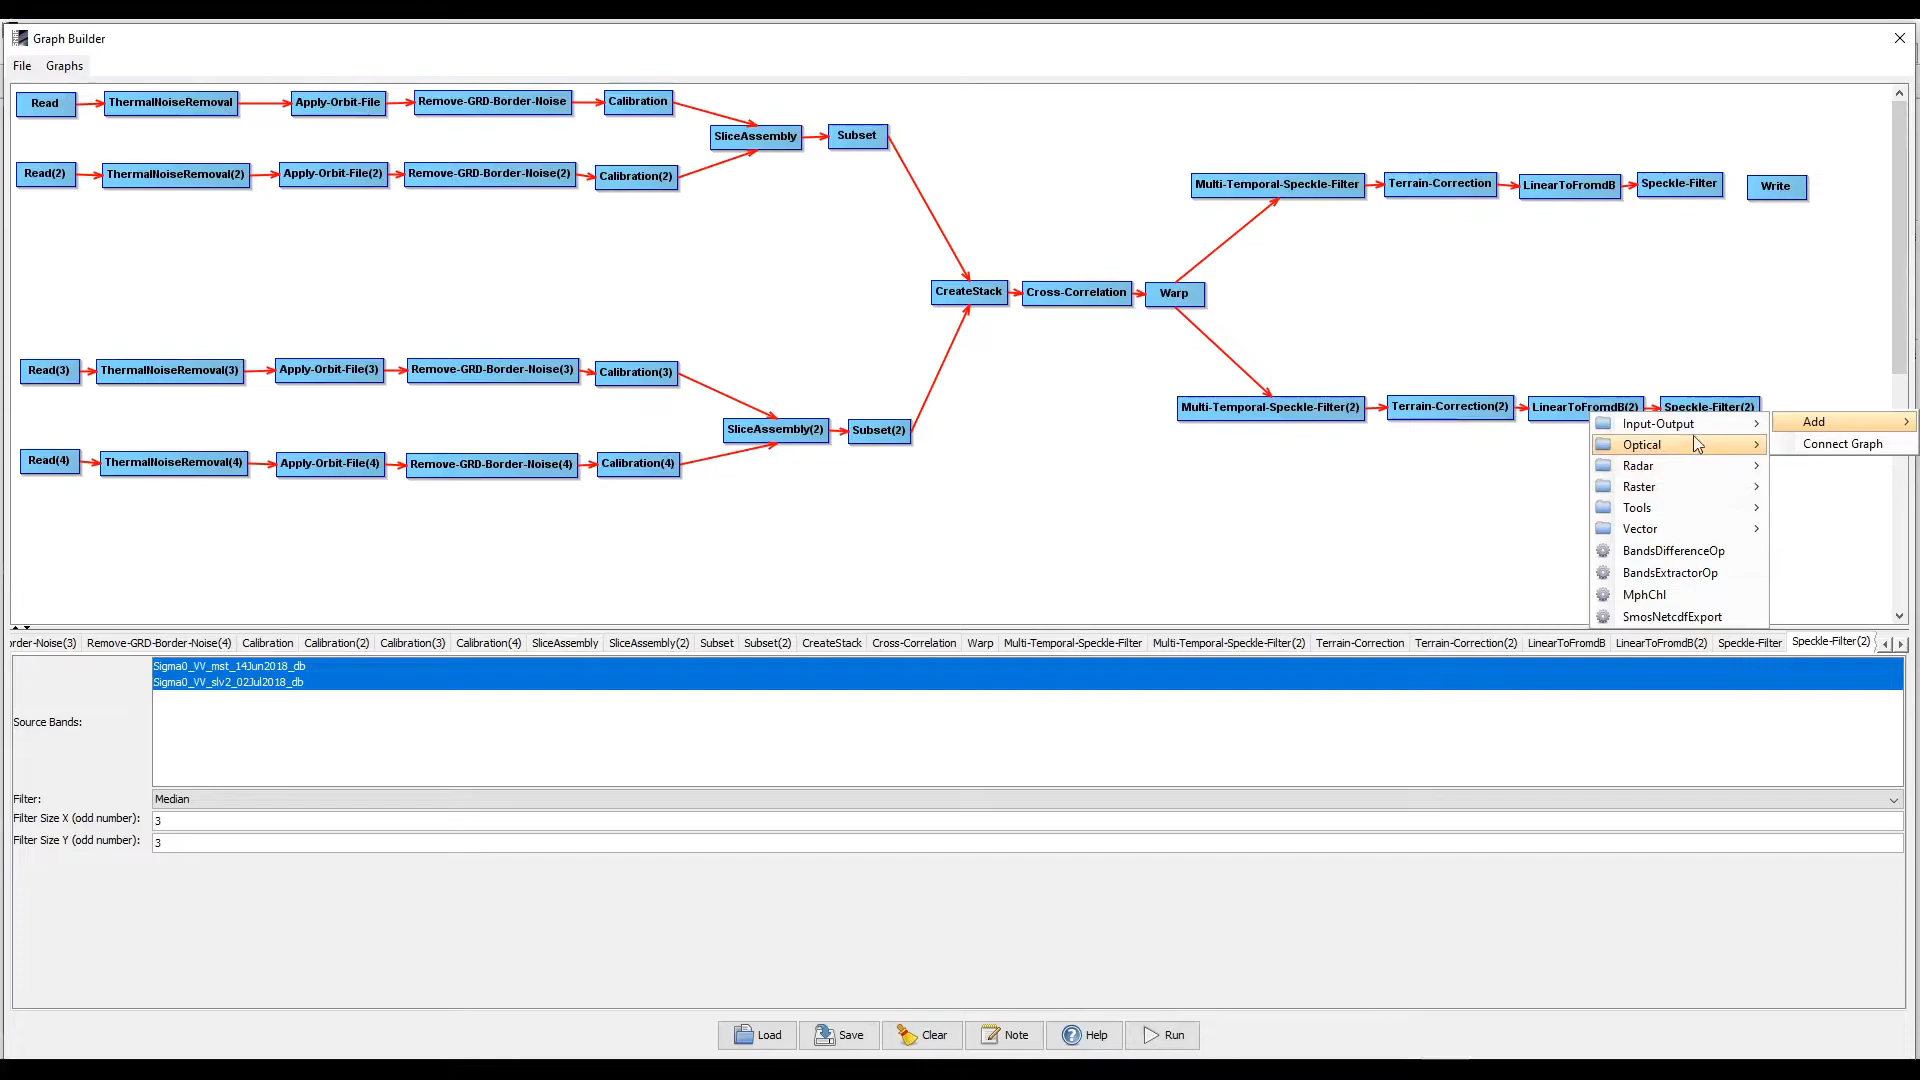 Graph Builder
File Graphs
Read ThermalNoiseRemoval Apply-Orbit-File Remove-GRD-Border-Noise Calibration
SliceAssembly Subset
Read(2) ThermalNoiseRemoval(2) Apply-Orbit-File(2) Remove-GRD-Border-Noise(2) Calibration(2)
Multi-Temporal-Speckle-Filter Terrain-Correction LinearToFromdB Speckle-Filter Write
CreateStack Cross-Correlation Warp
Read(3) ThermalNoiseRemoval(3) Apply-Orbit-File(3) Remove-GRD-Border-Noise(3) Calibration(3)
Multi-Temporal-Speckle-Filter(2) Terrain-Correction(2) LinearToFromdB(2) Speckle-Filter(2)
SliceAssembly(2) Subset(2)
Read(4) ThermalNoiseRemoval(4) Apply-Orbit-File(4) Remove-GRD-Border-Noise(4) Calibration(4)
Add
Connect Graph
Input-Output
Optical
Radar
Raster
Tools
Vector
BandsDifferenceOp
BandsExtractorOp
MphChl
SmosNetcdfExport
order-Noise(3) Remove-GRD-Border-Noise(4) Calibration Calibration(2) Calibration(3) Calibration(4) SliceAssembly SliceAssembly(2) Subset Subset(2) CreateStack Cross-Correlation Warp Multi-Temporal-Speckle-Filter Multi-Temporal-Speckle-Filter(2) Terrain-Correction Terrain-Correction(2) LinearToFromdB LinearToFromdB(2) Speckle-Filter Speckle-Filter(2)
Sigma0_VV_mst_14Jun2018_db
Sigma0_VV_slv2_02Jul2018_db
Source Bands:
Filter: Median
Filter Size X (odd number): 3
Filter Size Y (odd number): 3
Load Save Clear Note Help Run